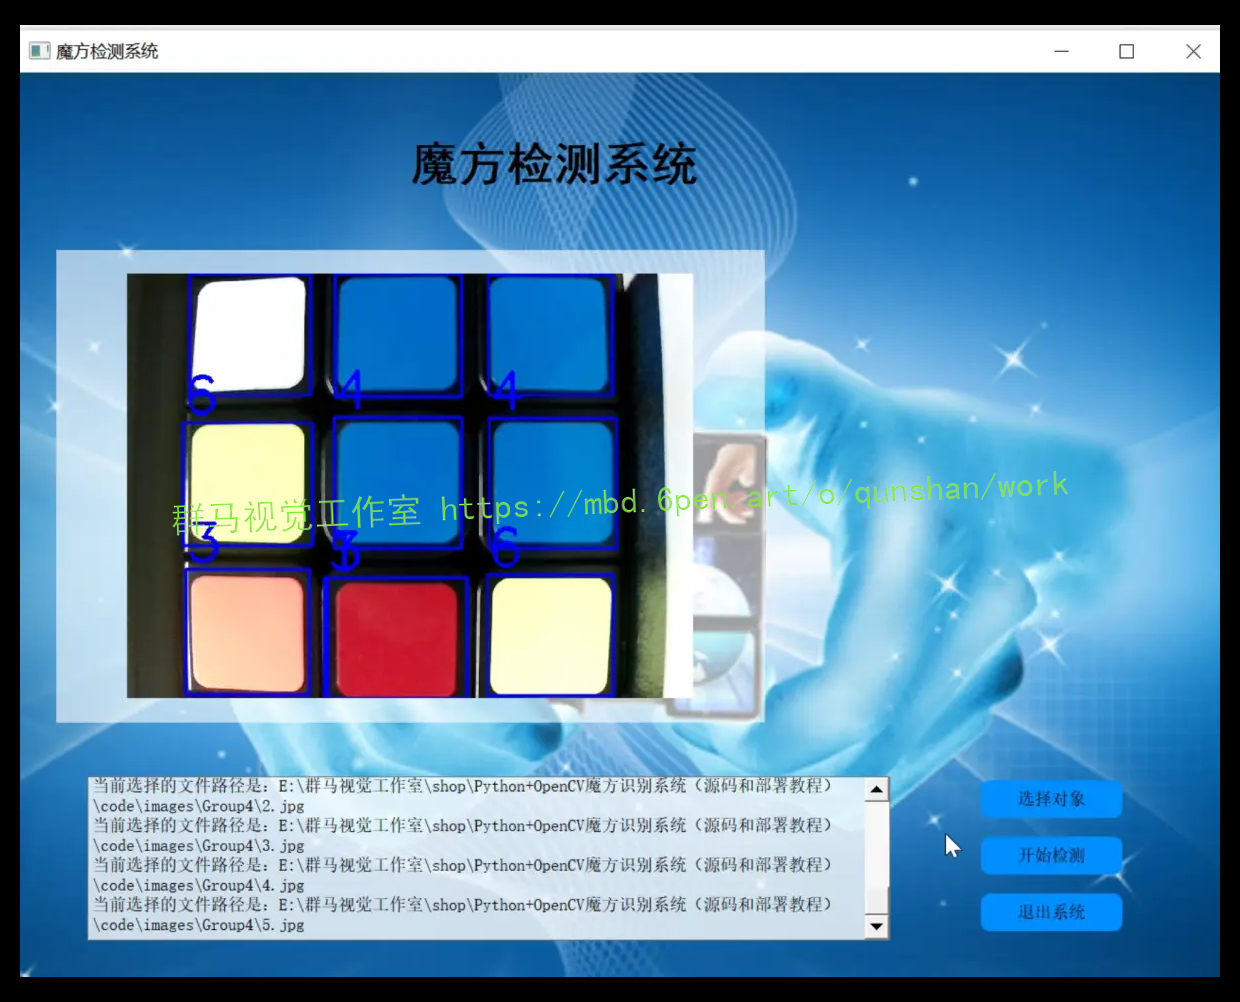 魔方检测系统
魔方检测系统
6 4 4
群马视觉工作室 https://mbd.6pen.art/o/qunshan/work
3 3 6
当前选择的文件路径是：E:\群马视觉工作室\shop\Python+OpenCV魔方识别系统（源码和部署教程）
\code\images\Group4\2.jpg
当前选择的文件路径是：E:\群马视觉工作室\shop\Python+OpenCV魔方识别系统（源码和部署教程）
\code\images\Group4\3.jpg
当前选择的文件路径是：E:\群马视觉工作室\shop\Python+OpenCV魔方识别系统（源码和部署教程）
\code\images\Group4\4.jpg
当前选择的文件路径是：E:\群马视觉工作室\shop\Python+OpenCV魔方识别系统（源码和部署教程）
\code\images\Group4\5.jpg
选择对象
开始检测
退出系统